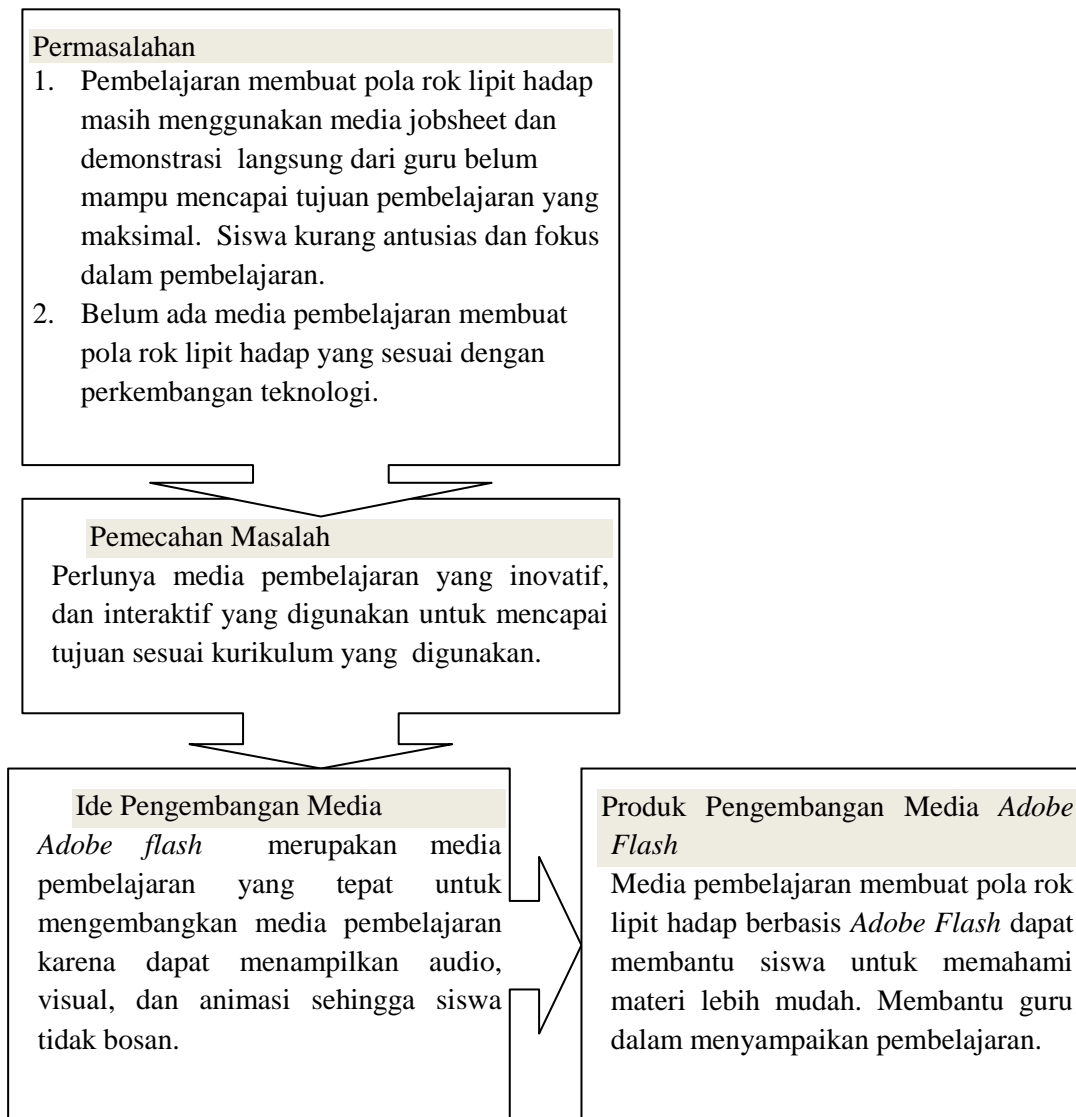 Permasalahan
1. Pembelajaran membuat pola rok lipit hadap
masih menggunakan media jobsheet dan
demonstrasi langsung dari guru belum
mampu mencapai tujuan pembelajaran yang
maksimal. Siswa kurang antusias dan fokus
dalam pembelajaran.
2. Belum ada media pembelajaran membuat
pola rok lipit hadap yang sesuai dengan
perkembangan teknologi.
Pemecahan Masalah
Perlunya media pembelajaran yang inovatif,
dan interaktif yang digunakan untuk mencapai
tujuan sesuai kurikulum yang digunakan.
Ide Pengembangan Media
Adobe flash merupakan media
pembelajaran yang tepat untuk
mengembangkan media pembelajaran
karena dapat menampilkan audio,
visual, dan animasi sehingga siswa
tidak bosan.
Produk Pengembangan Media Adobe
Flash
Media pembelajaran membuat pola rok
lipit hadap berbasis Adobe Flash dapat
membantu siswa untuk memahami
materi lebih mudah. Membantu guru
dalam menyampaikan pembelajaran.